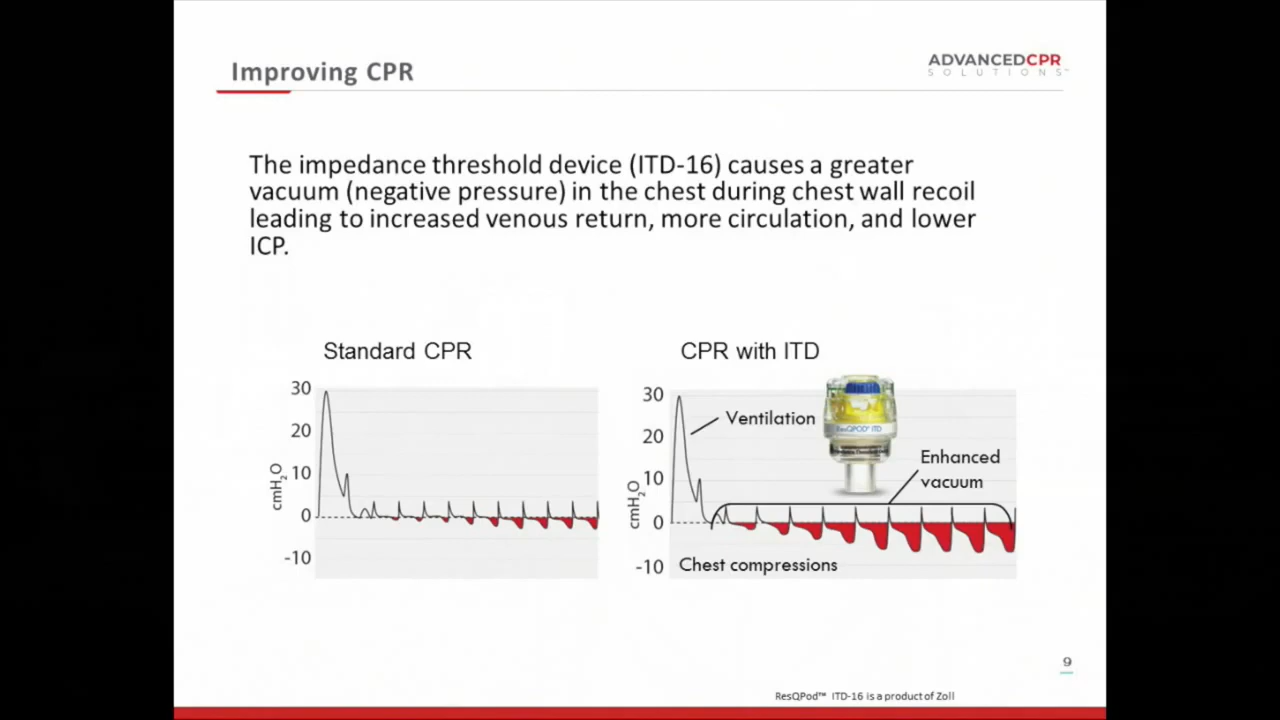 Improving CPR
ADVANCEDCPR
SOLUTIONS™
The impedance threshold device (ITD-16) causes a greater
vacuum (negative pressure) in the chest during chest wall recoil
leading to increased venous return, more circulation, and lower
ICP.
Standard CPR
30
20
10
0
-10
cmH₂O
CPR with ITD
30
20
10
0
-10
cmH₂O
Ventilation
ResQPOD® ITD
Enhanced
vacuum
Chest compressions
9
ResQPod™ ITD-16 is a product of Zoll